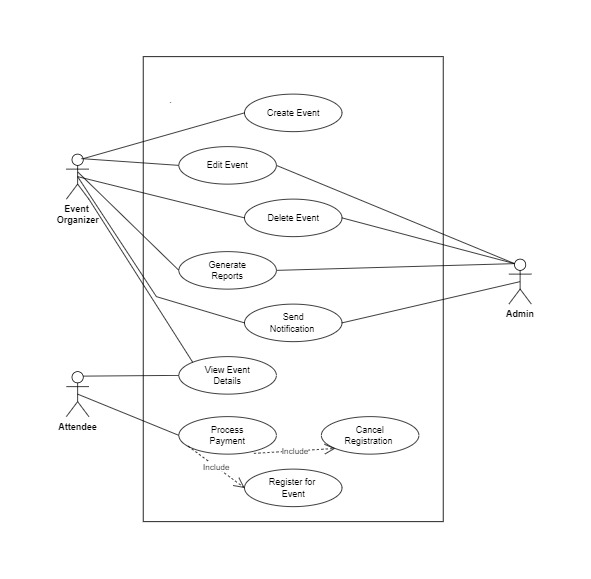 Create Event
Edit Event
Event
Organizer
Delete Event
Generate
Reports
Admin
Send
Notification
View Event
Details
Attendee
Process
Payment
Cancel
Registration
Include
Include
Register for
Event